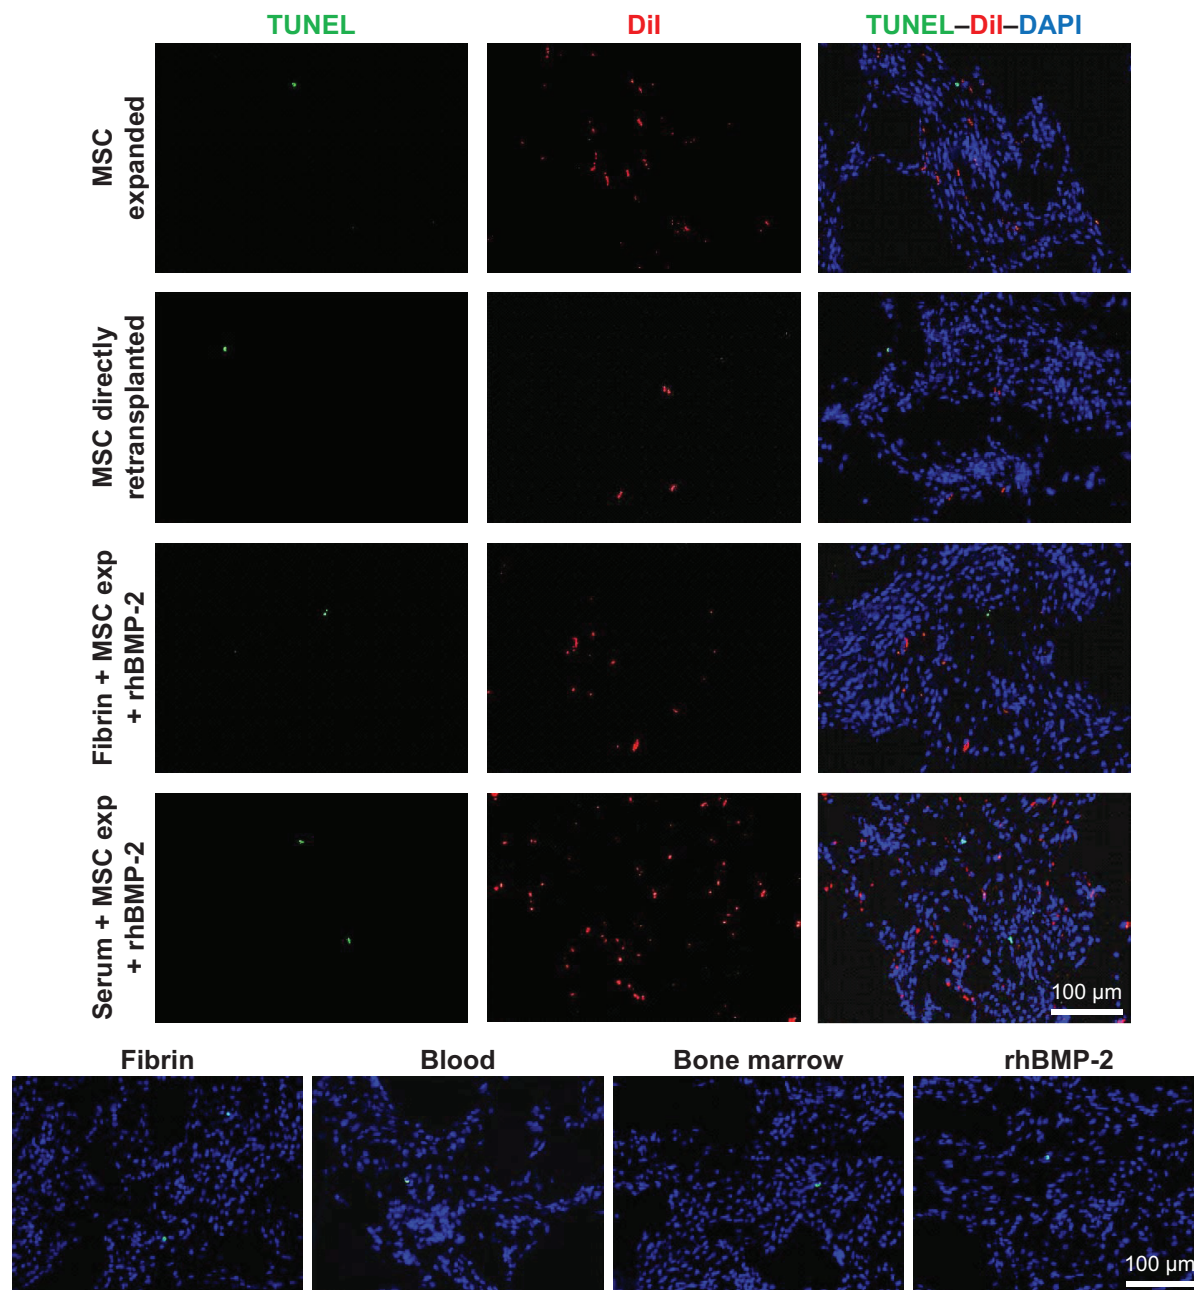 TUNEL
DiI
TUNEL–DiI–DAPI
MSC
expanded
MSC directly
retransplanted
Fibrin + MSC exp
+ rhBMP-2
Serum + MSC exp
+ rhBMP-2
100 µm
Fibrin
Blood
Bone marrow
rhBMP-2
100 µm